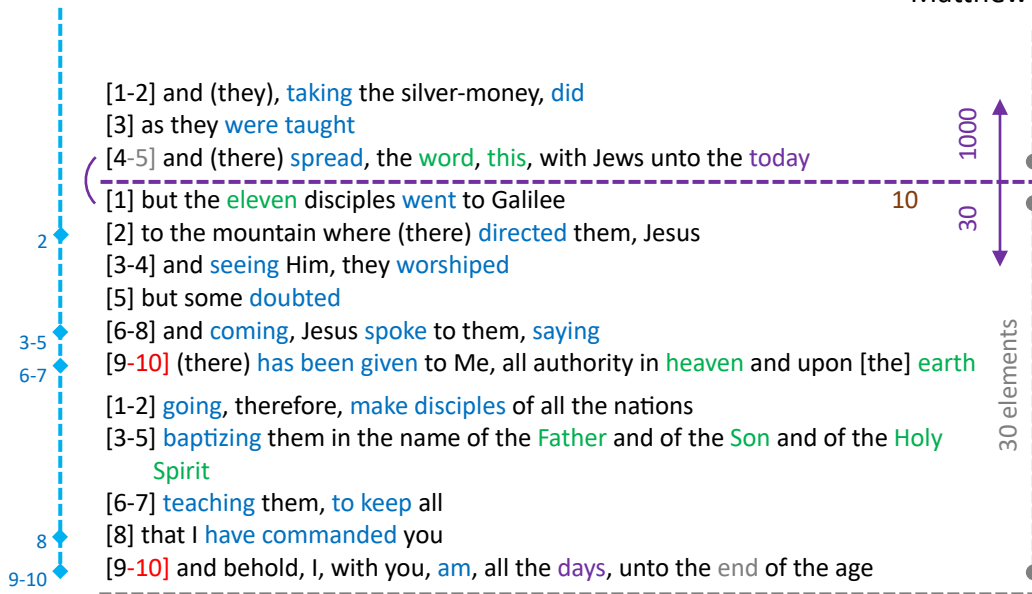 Matthew
[1-2] and (they), taking the silver-money, did
[3] as they were taught
[4-5] and (there) spread, the word, this, with Jews unto the today
1000
[1] but the eleven disciples went to Galilee
10
30
[2] to the mountain where (there) directed them, Jesus
2
[3-4] and seeing Him, they worshiped
[5] but some doubted
[6-8] and coming, Jesus spoke to them, saying
3-5
[9-10] (there) has been given to Me, all authority in heaven and upon [the] earth
6-7
30 elements
[1-2] going, therefore, make disciples of all the nations
[3-5] baptizing them in the name of the Father and of the Son and of the Holy
Spirit
[6-7] teaching them, to keep all
[8] that I have commanded you
8
[9-10] and behold, I, with you, am, all the days, unto the end of the age
9-10